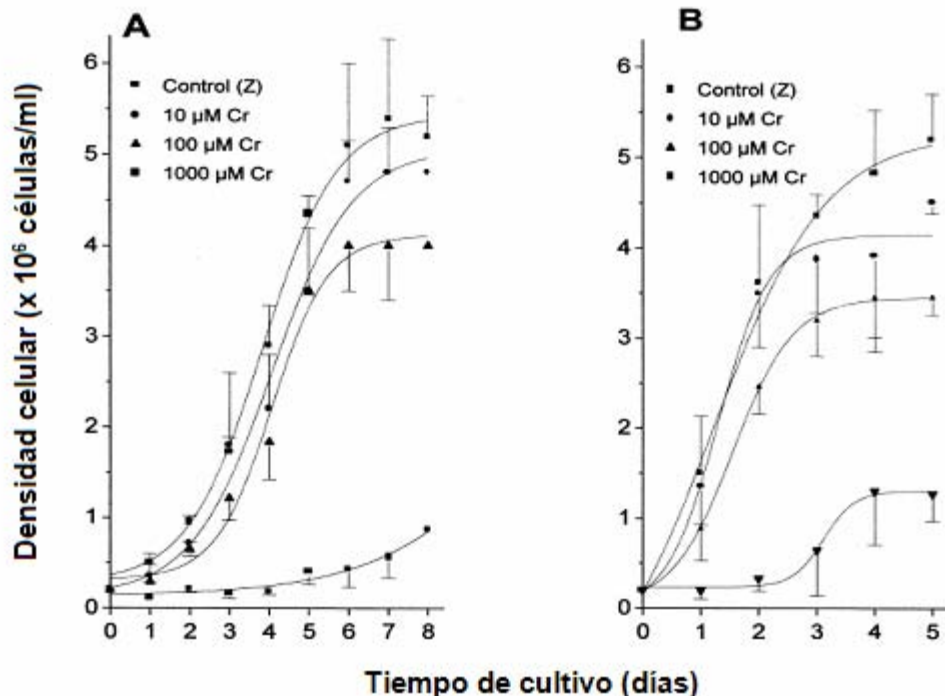 A
Control (Z)
10 µM Cr
100 µM Cr
1000 µM Cr
6
5
4
3
2
1
0
0 1 2 3 4 5 6 7 8
B
Control (Z)
10 µM Cr
100 µM Cr
1000 µM Cr
6
5
4
3
2
1
0
0 1 2 3 4 5
Densidad celular (x 10⁶ células/ml)
Tiempo de cultivo (días)